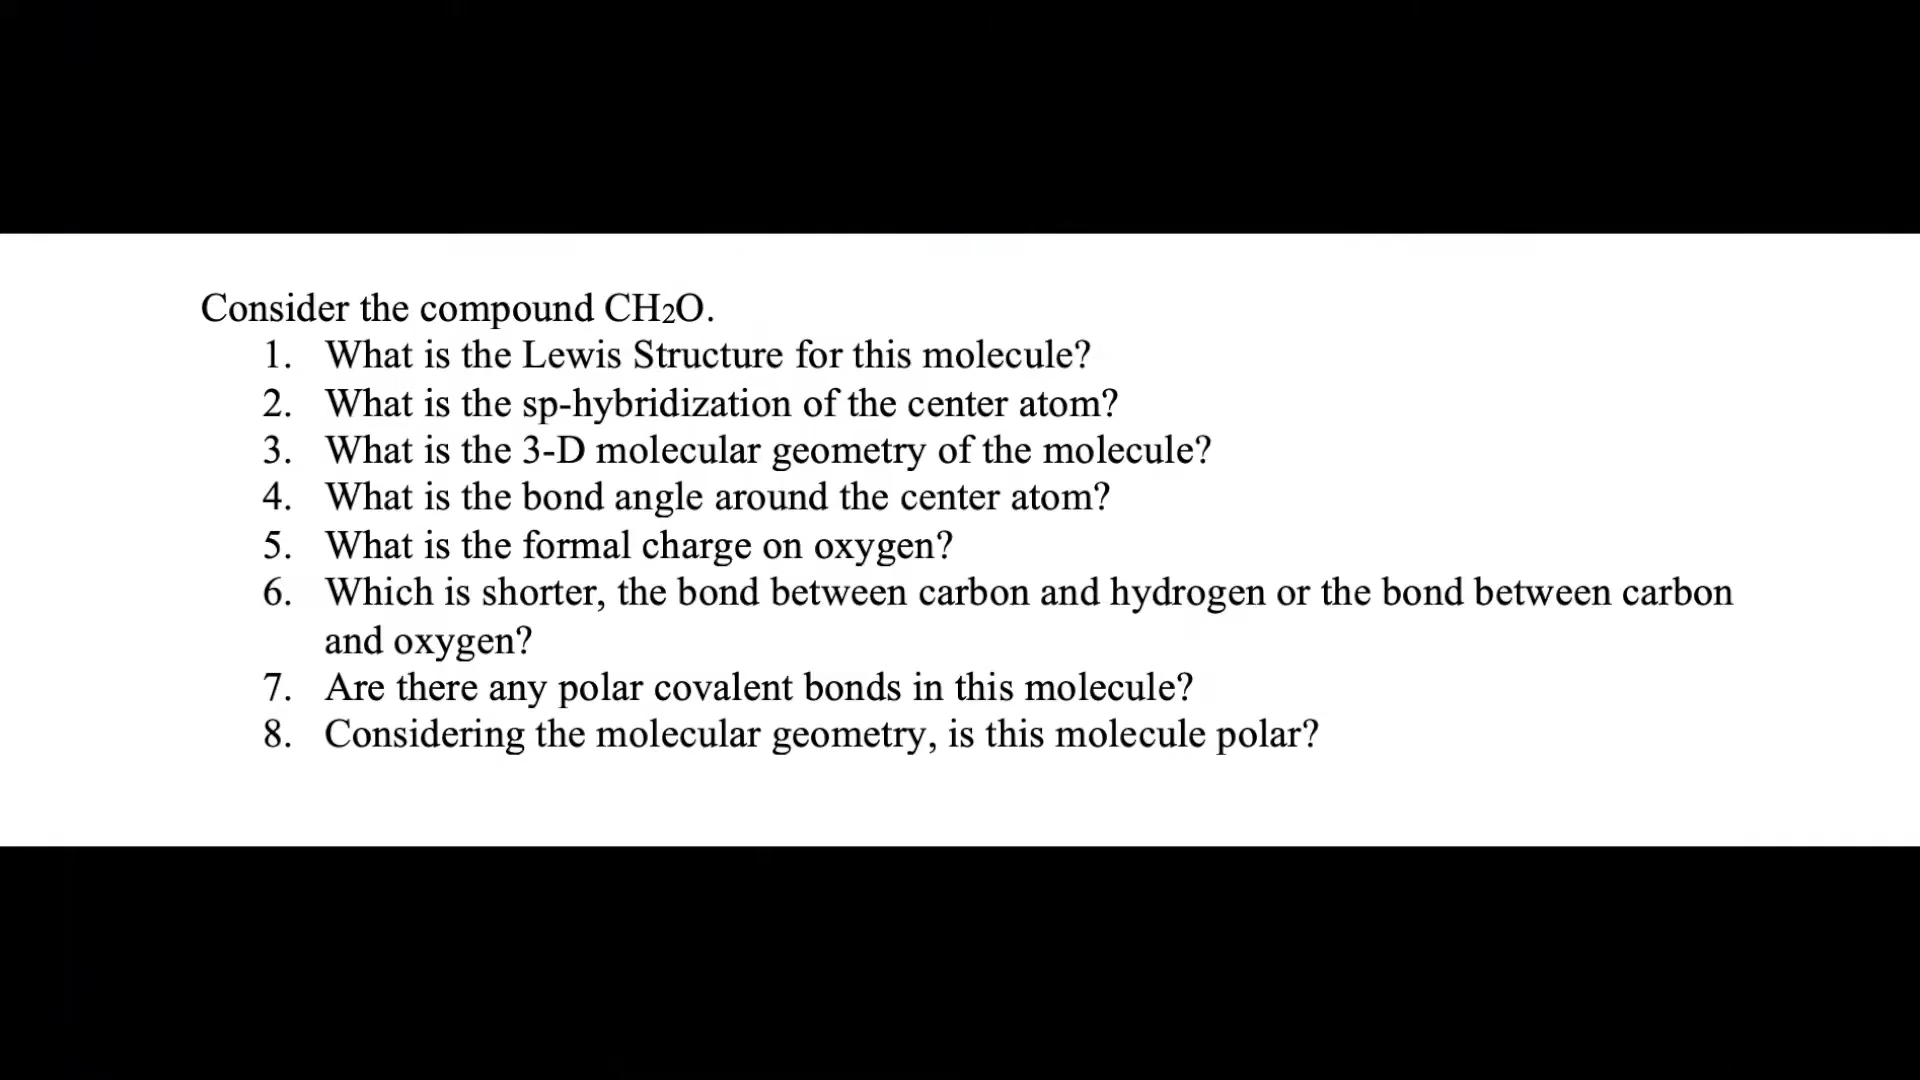 Consider the compound CH₂O.
1. What is the Lewis Structure for this molecule?
2. What is the sp-hybridization of the center atom?
3. What is the 3-D molecular geometry of the molecule?
4. What is the bond angle around the center atom?
5. What is the formal charge on oxygen?
6. Which is shorter, the bond between carbon and hydrogen or the bond between carbon
and oxygen?
7. Are there any polar covalent bonds in this molecule?
8. Considering the molecular geometry, is this molecule polar?